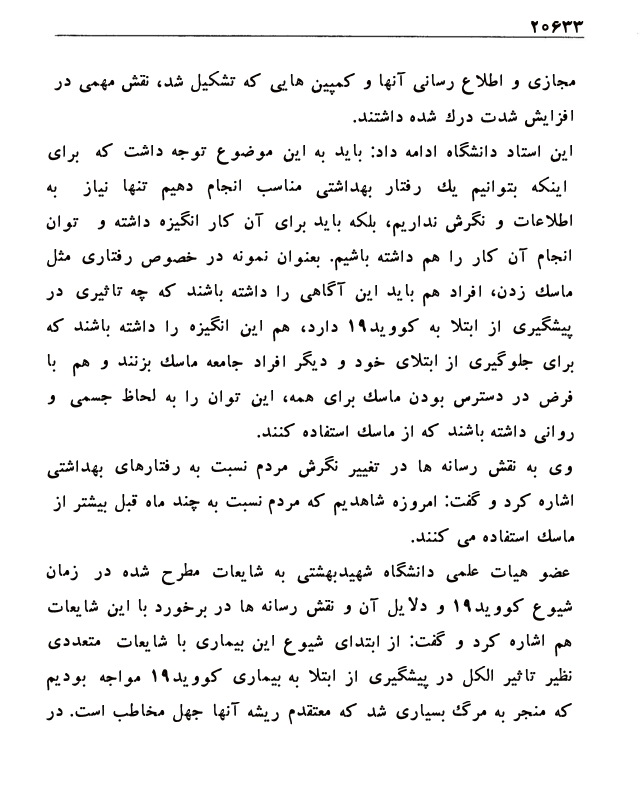 ۲۰۶۳۳
مجازی و اطلاع رسانی آنها و کمپین هایی که تشکیل شد، نقش مهمی در
افزایش شدت درك شده داشتند.
این استاد دانشگاه ادامه داد: باید به این موضوع توجه داشت که برای
اینکه بتوانیم یك رفتار بهداشتی مناسب انجام دهیم تنها نیاز به
اطلاعات و نگرش نداریم، بلکه باید برای آن کار انگیزه داشته و توان
انجام آن کار را هم داشته باشیم. بعنوان نمونه در خصوص رفتاری مثل
ماسك زدن، افراد هم باید این آگاهی را داشته باشند که چه تاثیری در
پیشگیری از ابتلا به کووید۱۹ دارد، هم این انگیزه را داشته باشند که
برای جلوگیری از ابتلای خود و دیگر افراد جامعه ماسك بزنند و هم با
فرض در دسترس بودن ماسك برای همه، این توان را به لحاظ جسمی و
روانی داشته باشند که از ماسك استفاده کنند.
وی به نقش رسانه ها در تغییر نگرش مردم نسبت به رفتارهای بهداشتی
اشاره کرد و گفت: امروزه شاهدیم که مردم نسبت به چند ماه قبل بیشتر از
ماسك استفاده می کنند.
عضو هیات علمی دانشگاه شهیدبهشتی به شایعات مطرح شده در زمان
شیوع کووید۱۹ و دلایل آن و نقش رسانه ها در برخورد با این شایعات
هم اشاره کرد و گفت: از ابتدای شیوع این بیماری با شایعات متعددی
نظیر تاثیر الکل در پیشگیری از ابتلا به بیماری کووید۱۹ مواجه بودیم
که منجر به مرگ بسیاری شد که معتقدم ریشه آنها جهل مخاطب است. در